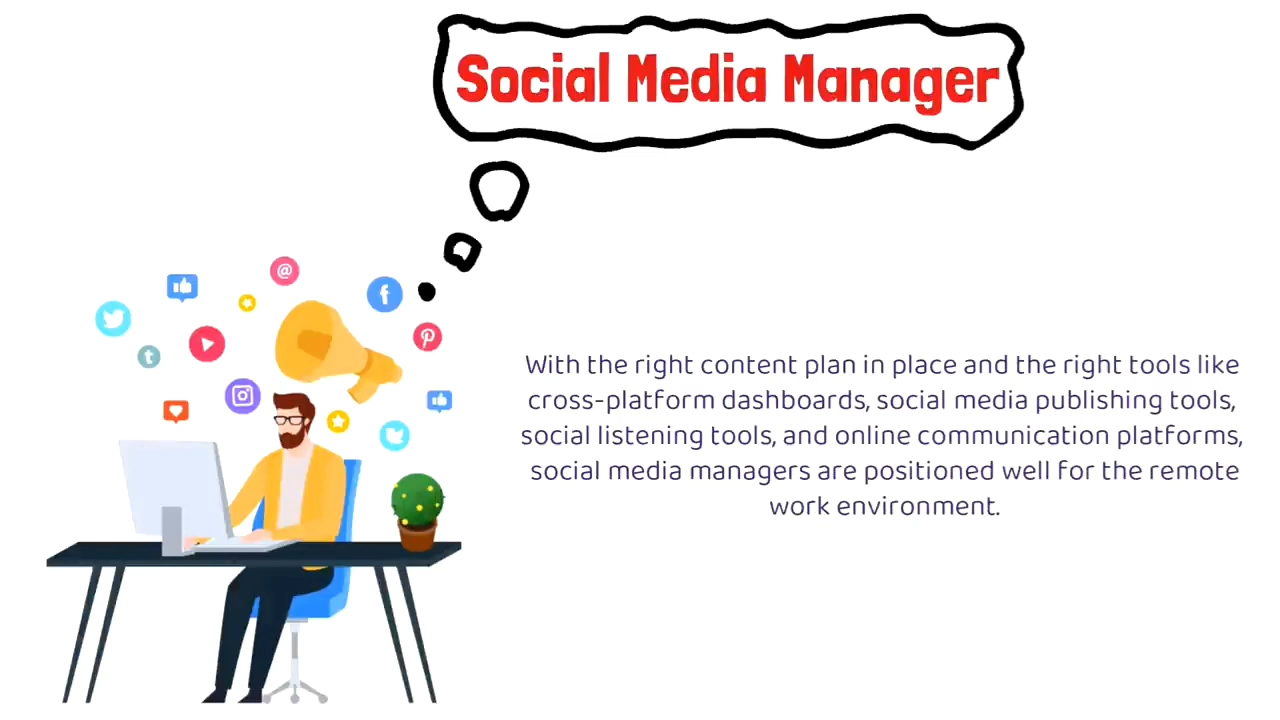 Social Media Manager
With the right content plan in place and the right tools like
cross-platform dashboards, social media publishing tools,
social listening tools, and online communication platforms,
social media managers are positioned well for the remote
work environment.